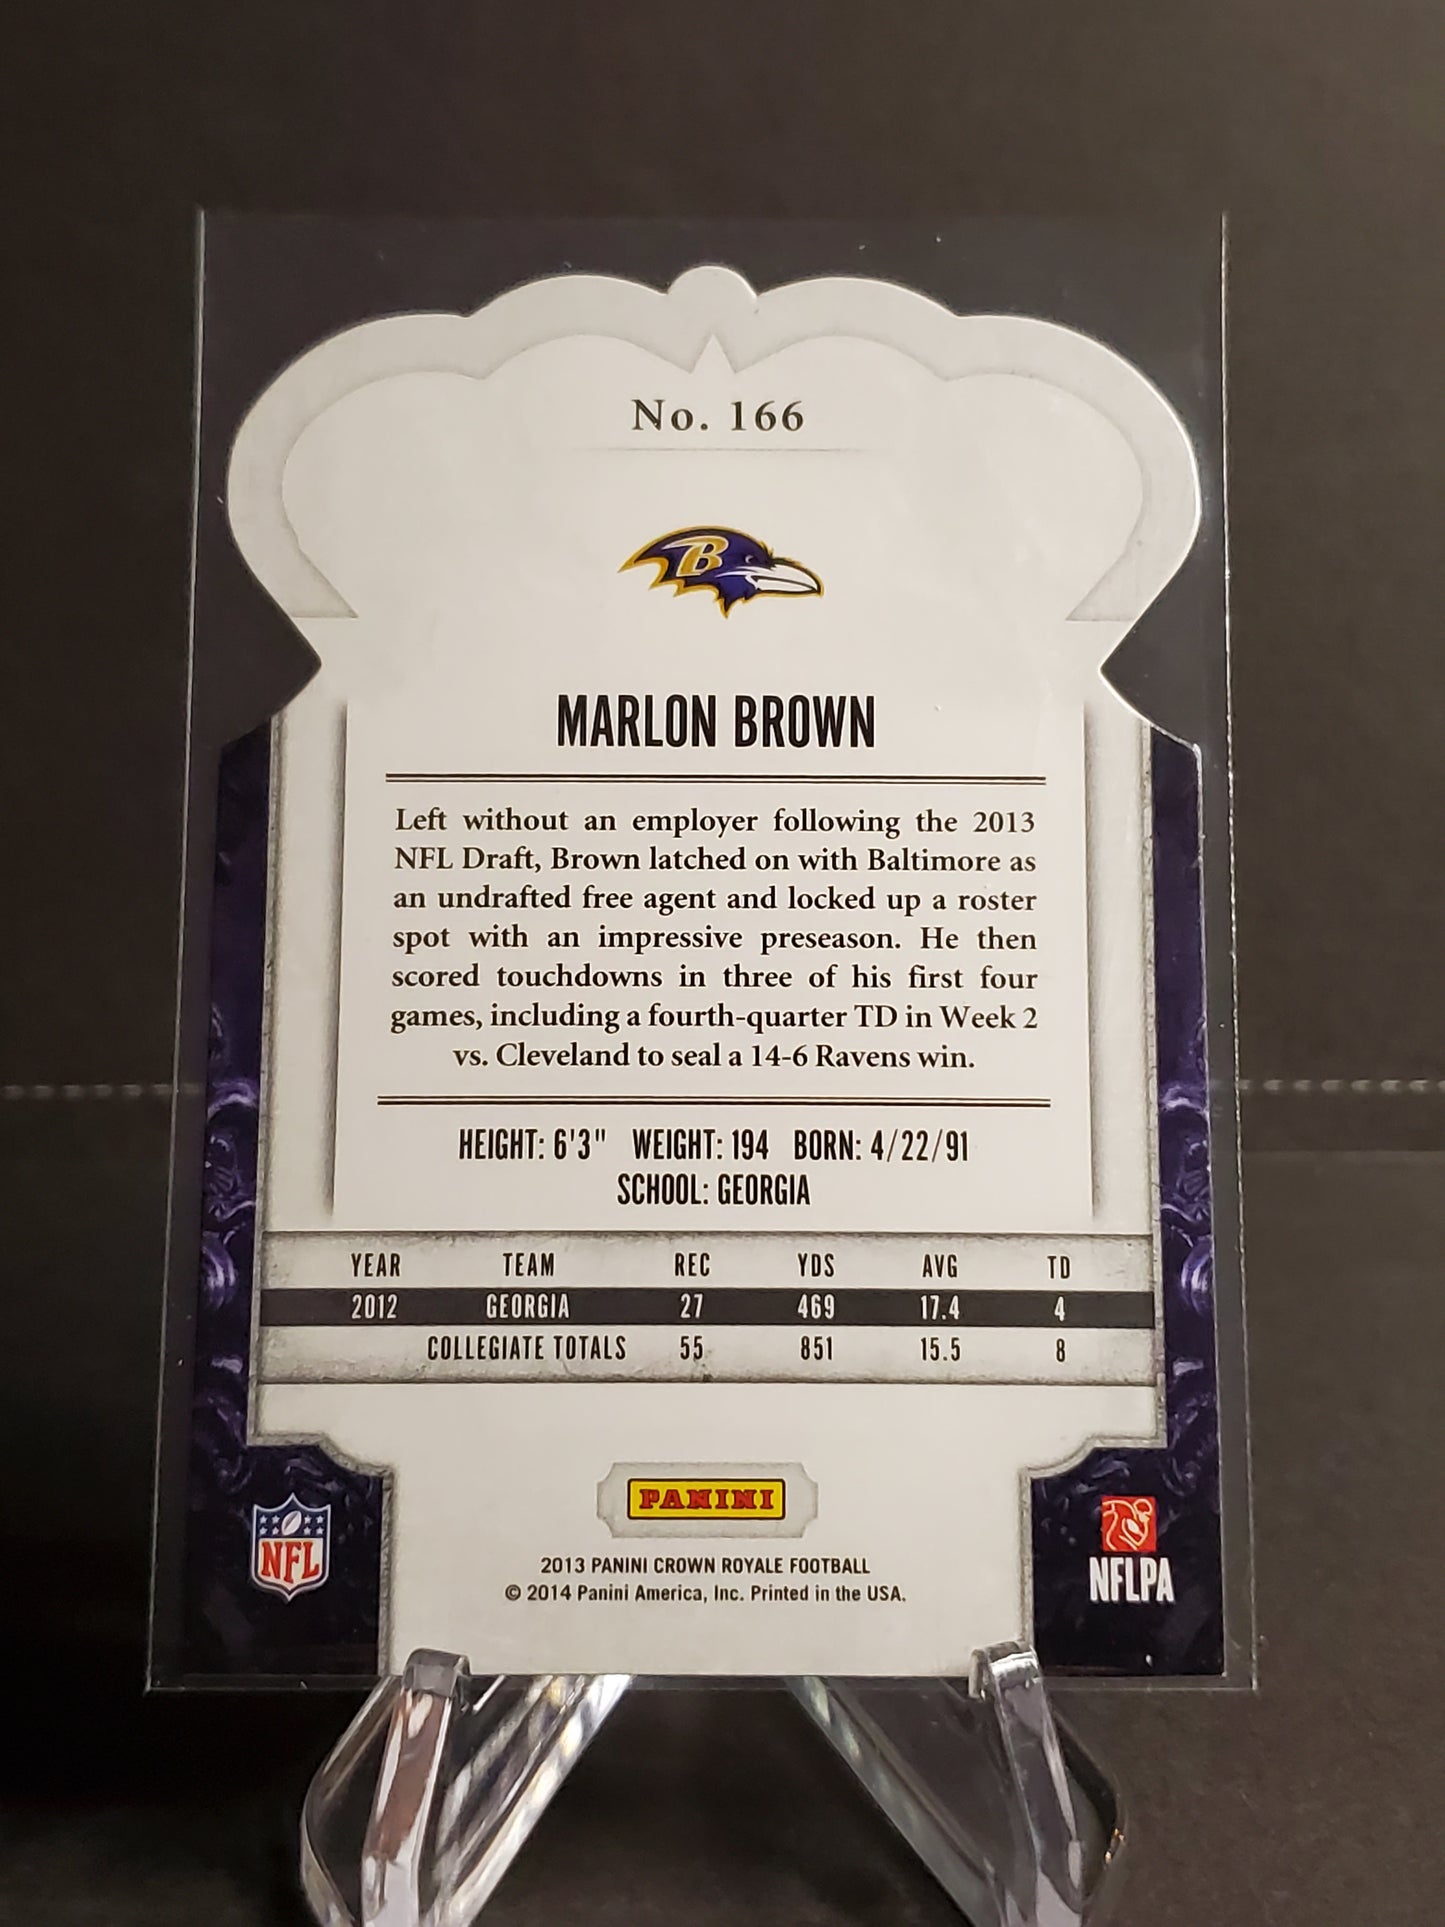 No. 166
B
MARLON BROWN
Left without an employer following the 2013
NFL Draft, Brown latched on with Baltimore as
an undrafted free agent and locked up a roster
spot with an impressive preseason. He then
scored touchdowns in three of his first four
games, including a fourth-quarter TD in Week 2
vs. Cleveland to seal a 14-6 Ravens win.
HEIGHT: 6'3" WEIGHT: 194 BORN: 4/22/91
SCHOOL: GEORGIA
YEAR TEAM REC YDS AVG TD
2012 GEORGIA 27 469 17.4 4
COLLEGIATE TOTALS 55 851 15.5 8
PANINI
NFL
NFLPA
2013 PANINI CROWN ROYALE FOOTBALL
© 2014 Panini America, Inc. Printed in the USA.